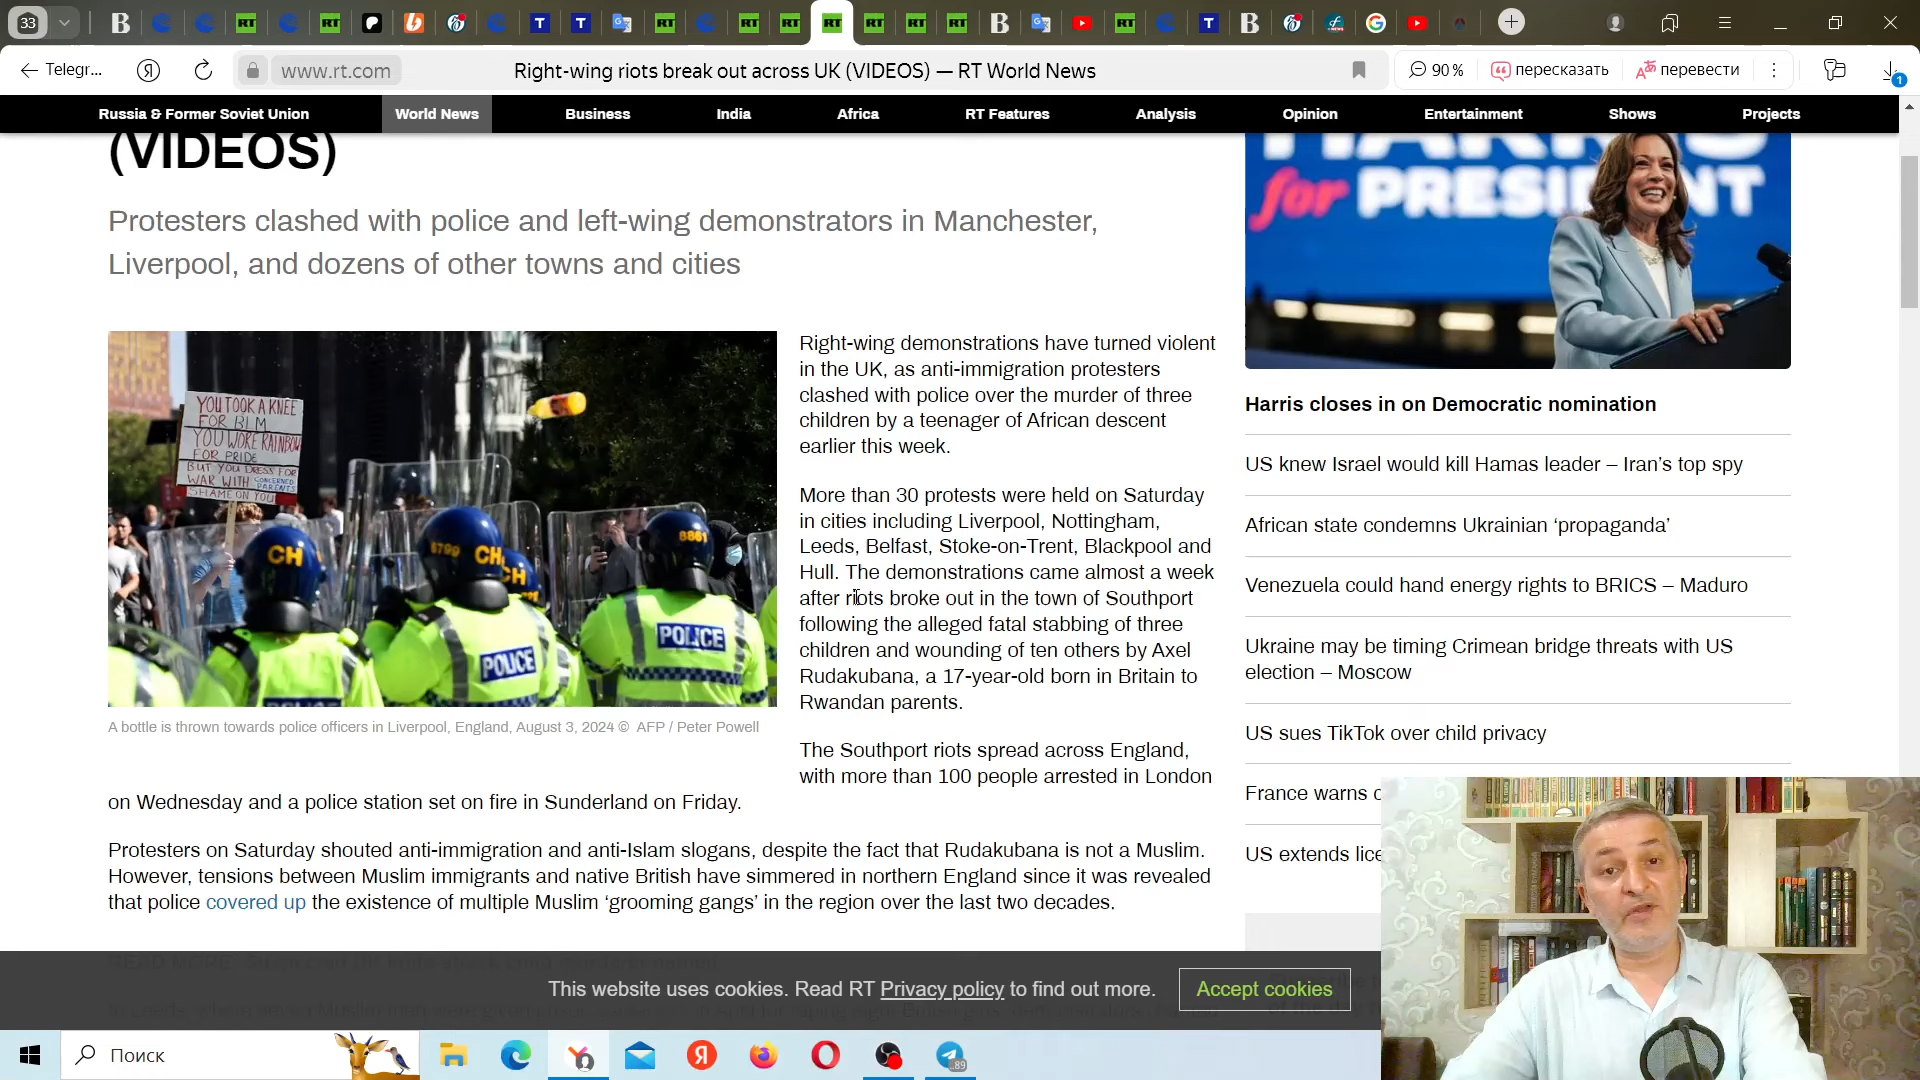 33
Telegr...
www.rt.com
Right-wing riots break out across UK (VIDEOS) — RT World News
90 %
пересказать
перевести
1
Russia & Former Soviet Union
World News
Business
India
Africa
RT Features
Analysis
Opinion
Entertainment
Shows
Projects
(VIDEOS)
Protesters clashed with police and left-wing demonstrators in Manchester,
Liverpool, and dozens of other towns and cities
YOU TOOK A KNEE
FOR BLM
YOU WORE RAINBOW
FOR PRIDE
BUT YOU DRESS FOR
WAR WITH CONCERNED PARENTS
SHAME ON YOU
CH
6799 CH
CH
8861
POLICE
POLICE
A bottle is thrown towards police officers in Liverpool, England, August 3, 2024 © AFP / Peter Powell
Right-wing demonstrations have turned violent
in the UK, as anti-immigration protesters
clashed with police over the murder of three
children by a teenager of African descent
earlier this week.
More than 30 protests were held on Saturday
in cities including Liverpool, Nottingham,
Leeds, Belfast, Stoke-on-Trent, Blackpool and
Hull. The demonstrations came almost a week
after riots broke out in the town of Southport
following the alleged fatal stabbing of three
children and wounding of ten others by Axel
Rudakubana, a 17-year-old born in Britain to
Rwandan parents.
The Southport riots spread across England,
with more than 100 people arrested in London
on Wednesday and a police station set on fire in Sunderland on Friday.
Protesters on Saturday shouted anti-immigration and anti-Islam slogans, despite the fact that Rudakubana is not a Muslim.
However, tensions between Muslim immigrants and native British have simmered in northern England since it was revealed
that police covered up the existence of multiple Muslim ‘grooming gangs’ in the region over the last two decades.
HARRIS
for PRESIDENT
Harris closes in on Democratic nomination
US knew Israel would kill Hamas leader – Iran’s top spy
African state condemns Ukrainian ‘propaganda’
Venezuela could hand energy rights to BRICS – Maduro
Ukraine may be timing Crimean bridge threats with US
election – Moscow
US sues TikTok over child privacy
France warns
US extends
This website uses cookies. Read RT Privacy policy to find out more.
Accept cookies
Поиск
89